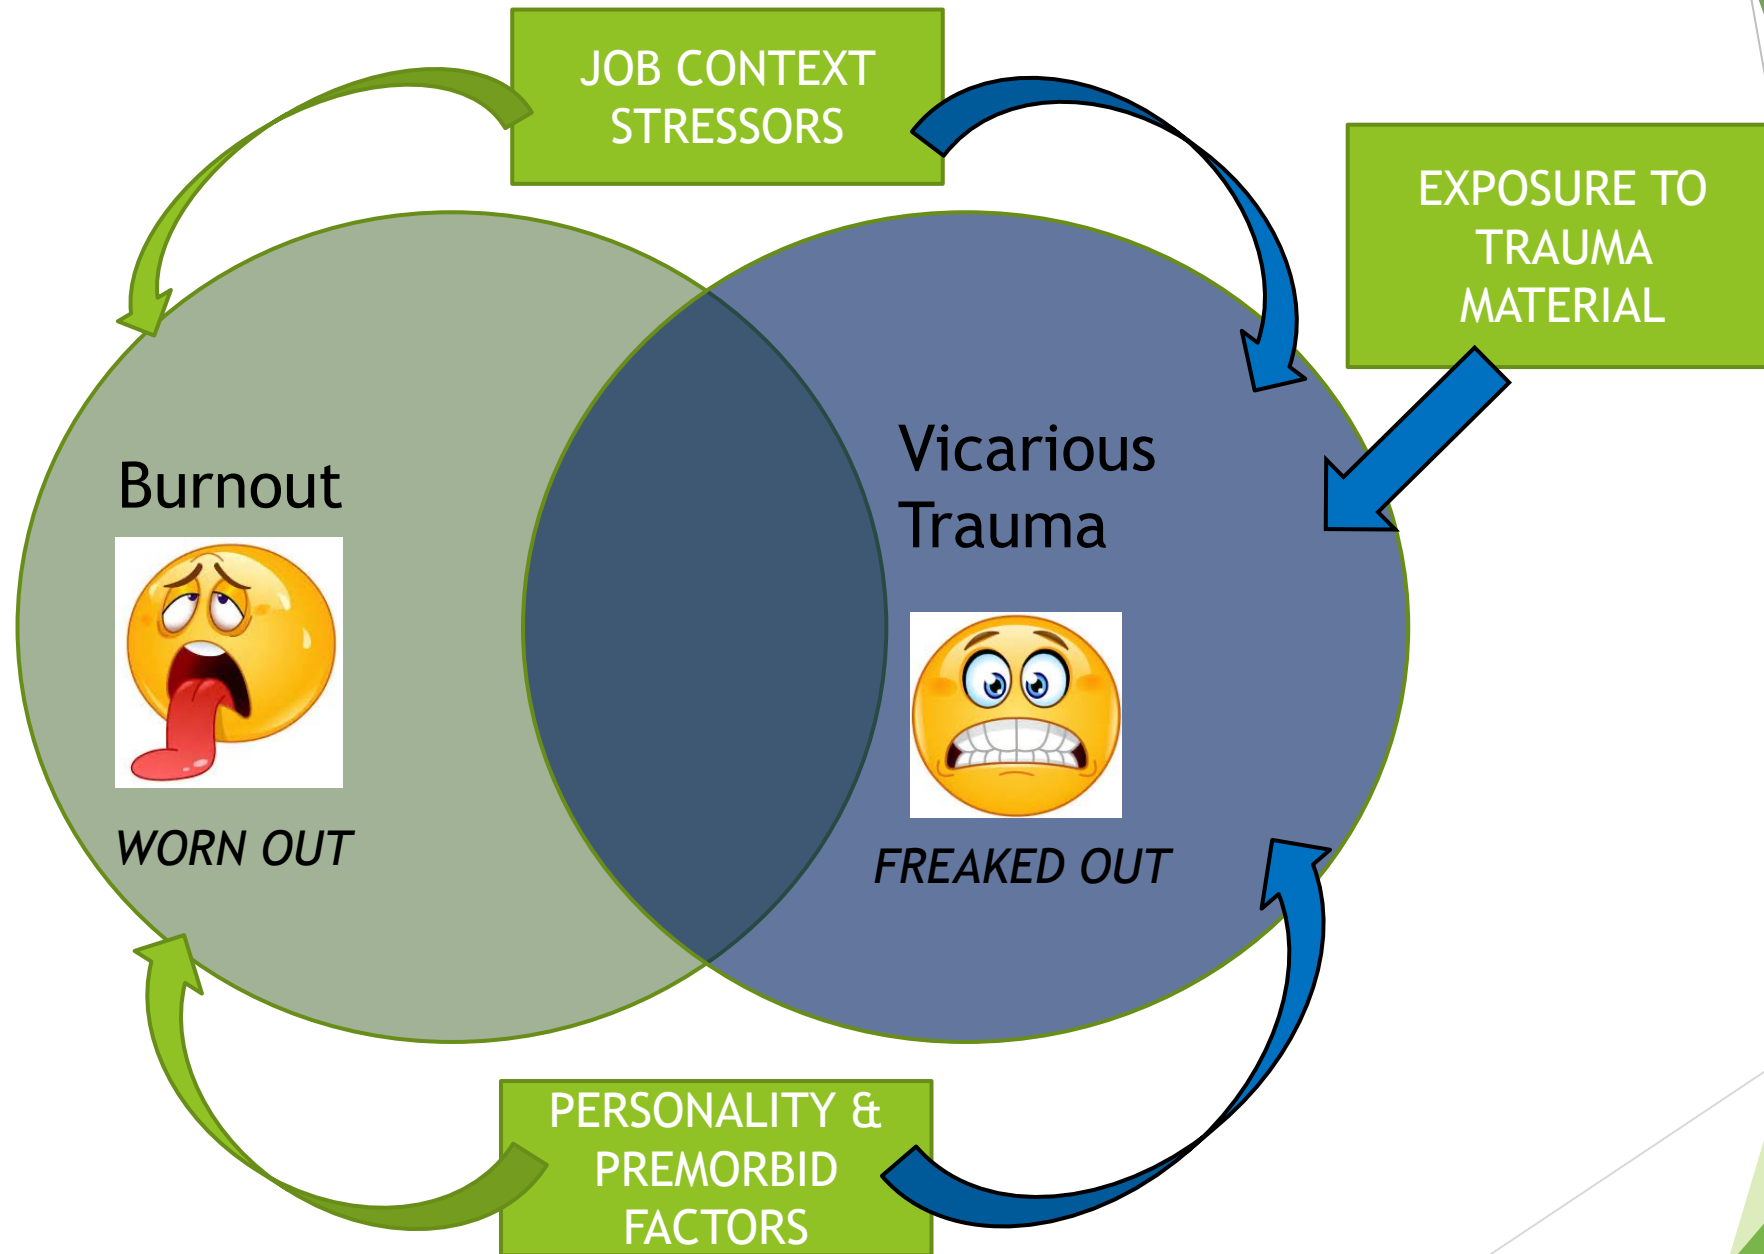 JOB CONTEXT
STRESSORS
EXPOSURE TO
TRAUMA
MATERIAL
Burnout
Vicarious
Trauma
WORN OUT
FREAKED OUT
PERSONALITY &
PREMORBID
FACTORS